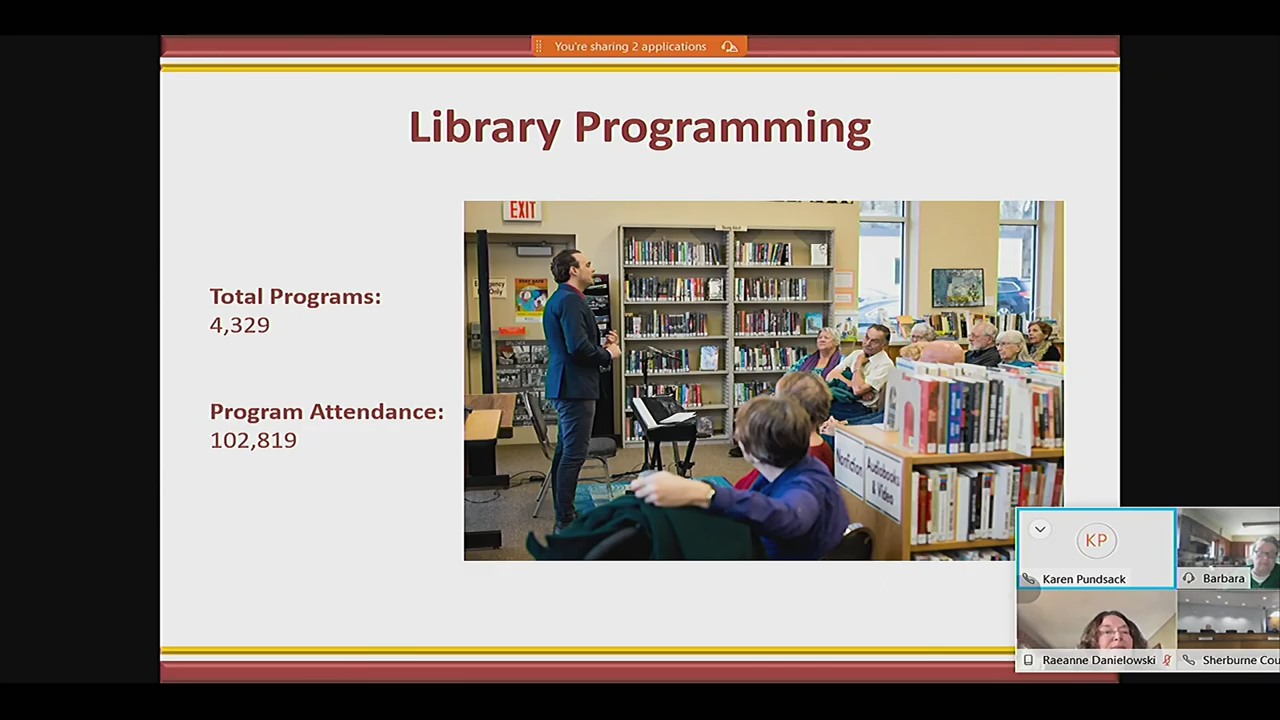 You're sharing 2 applications
Library Programming
EXIT
Total Programs:
4,329
Program Attendance:
102,819
Nonfiction
Audiobooks
& Video
KP
Karen Pundsack
Barbara
Raeanne Danielowski
Sherburne Cou